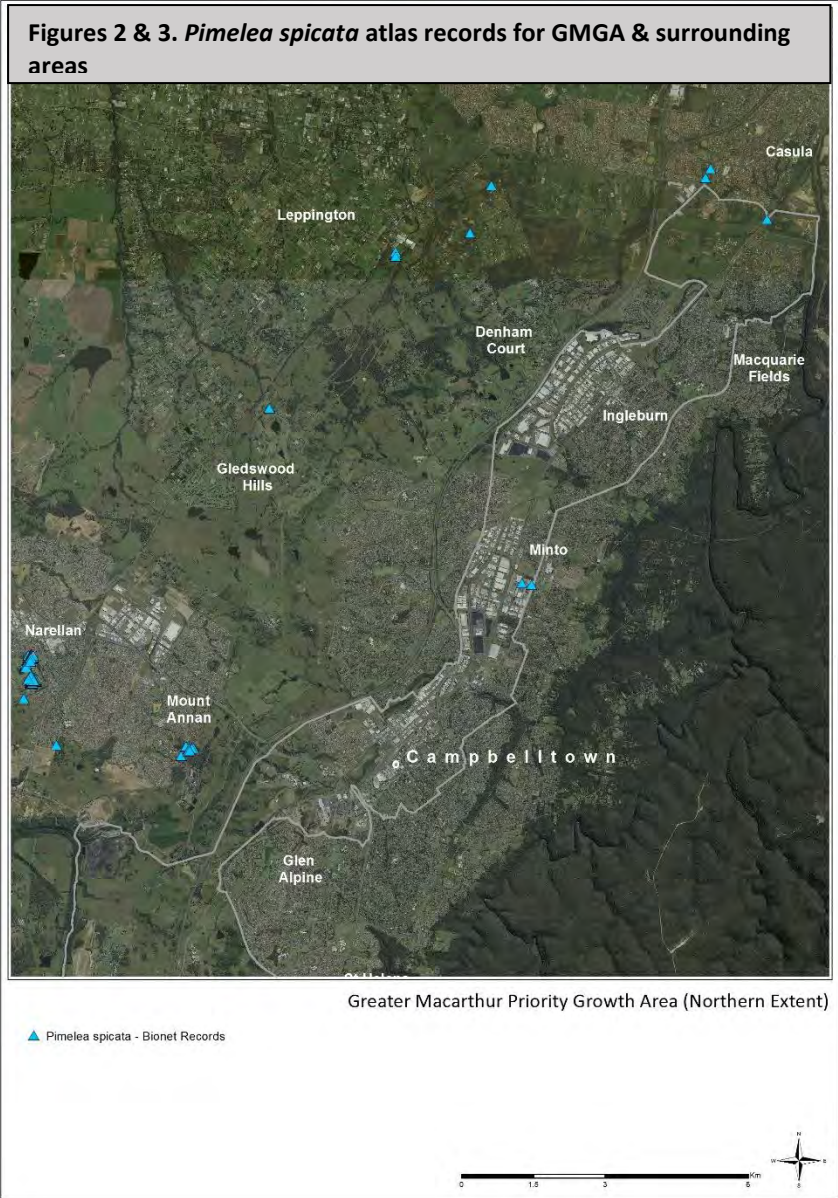 Figures 2 & 3. Pimelea spicata atlas records for GMGA & surrounding
areas
Casula
Leppington
Denham
Court
Macquarie
Fields
Ingleburn
Gledswood
Hills
Minto
Narellan
Mount
Annan
Campbelltown
Glen
Alpine
Greater Macarthur Priority Growth Area (Northern Extent)
Pimelea spicata - Bionet Records
N
W E
S
Km
0 1.5 3 6